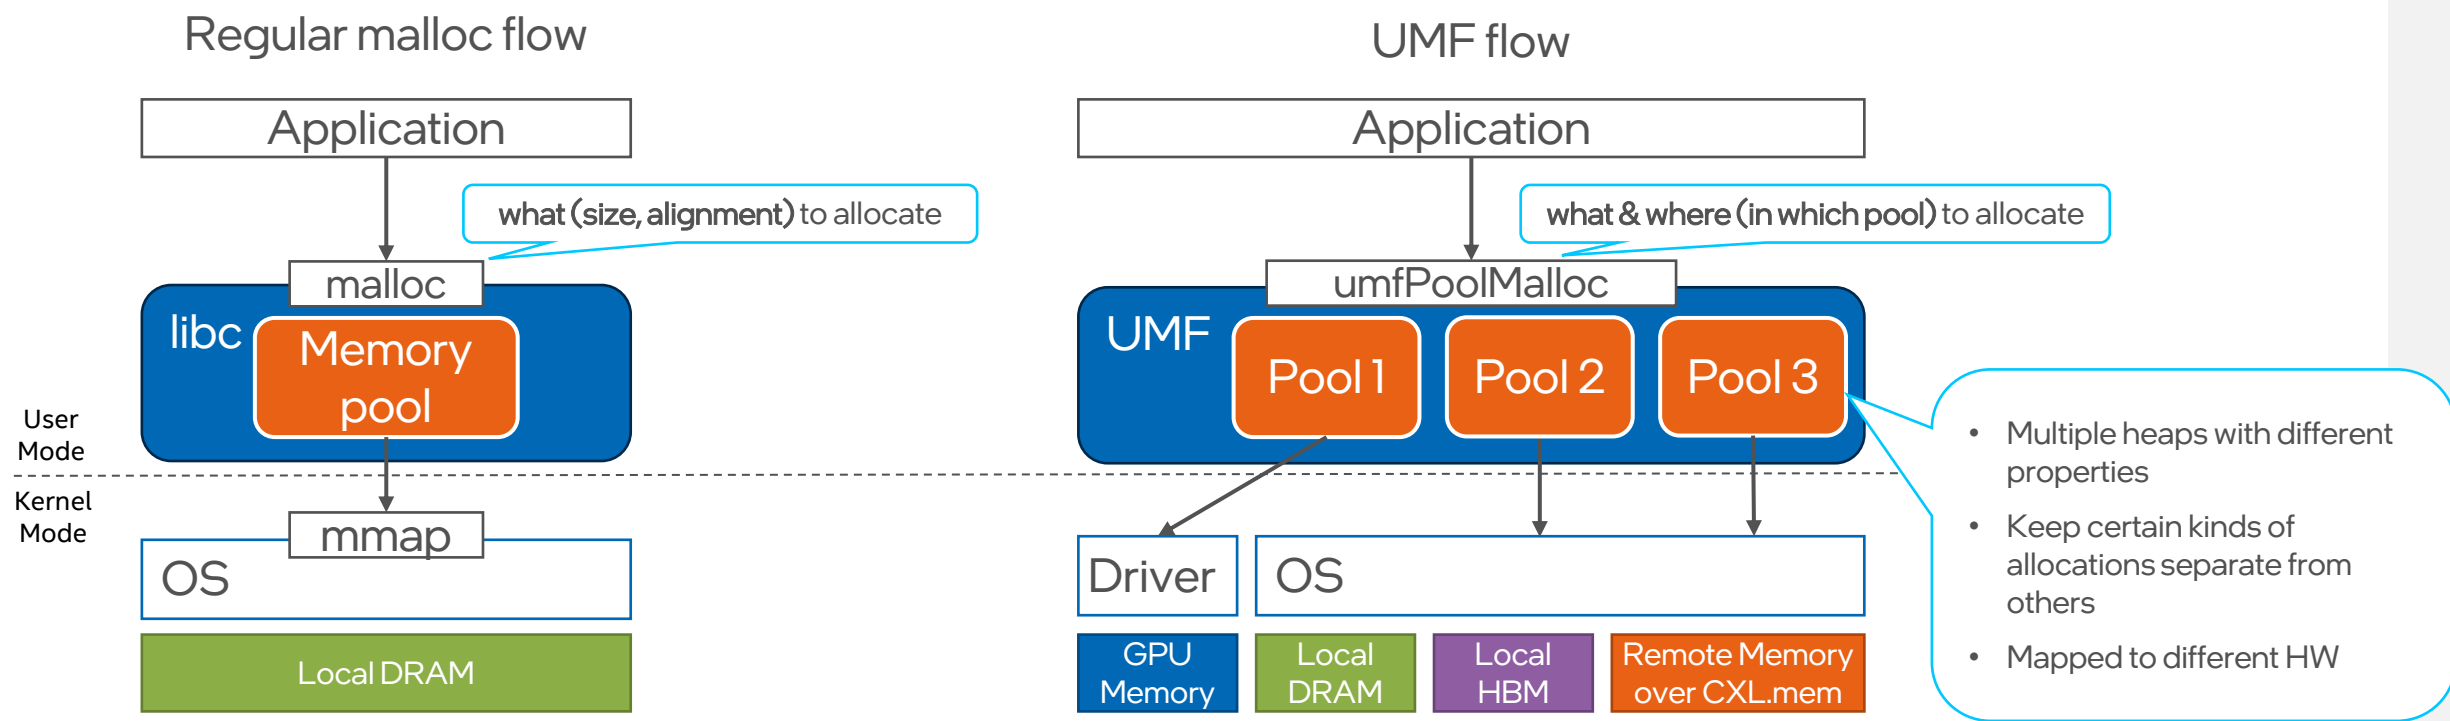 Regular malloc flow
Application
what (size, alignment) to allocate
malloc
libc
Memory
pool
User
Mode
Kernel
Mode
mmap
OS
Local DRAM
UMF flow
Application
what & where (in which pool) to allocate
umfPoolMalloc
UMF
Pool 1
Pool 2
Pool 3
Driver
OS
GPU
Memory
Local
DRAM
Local
HBM
Remote Memory
over CXL.mem
• Multiple heaps with different
properties
• Keep certain kinds of
allocations separate from
others
• Mapped to different HW